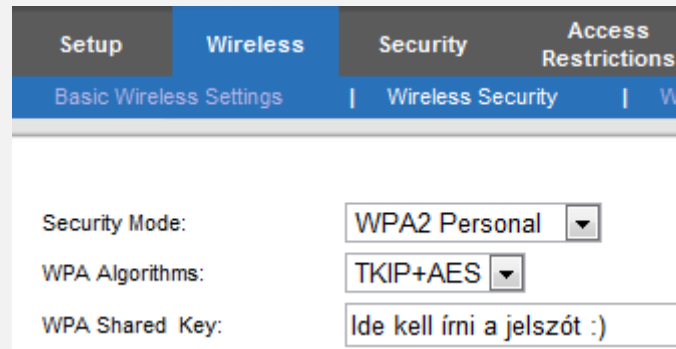 Setup Wireless Security Access Restrictions
Basic Wireless Settings | Wireless Security | W
Security Mode: WPA2 Personal
WPA Algorithms: TKIP+AES
WPA Shared Key: Ide kell írni a jelszót :)